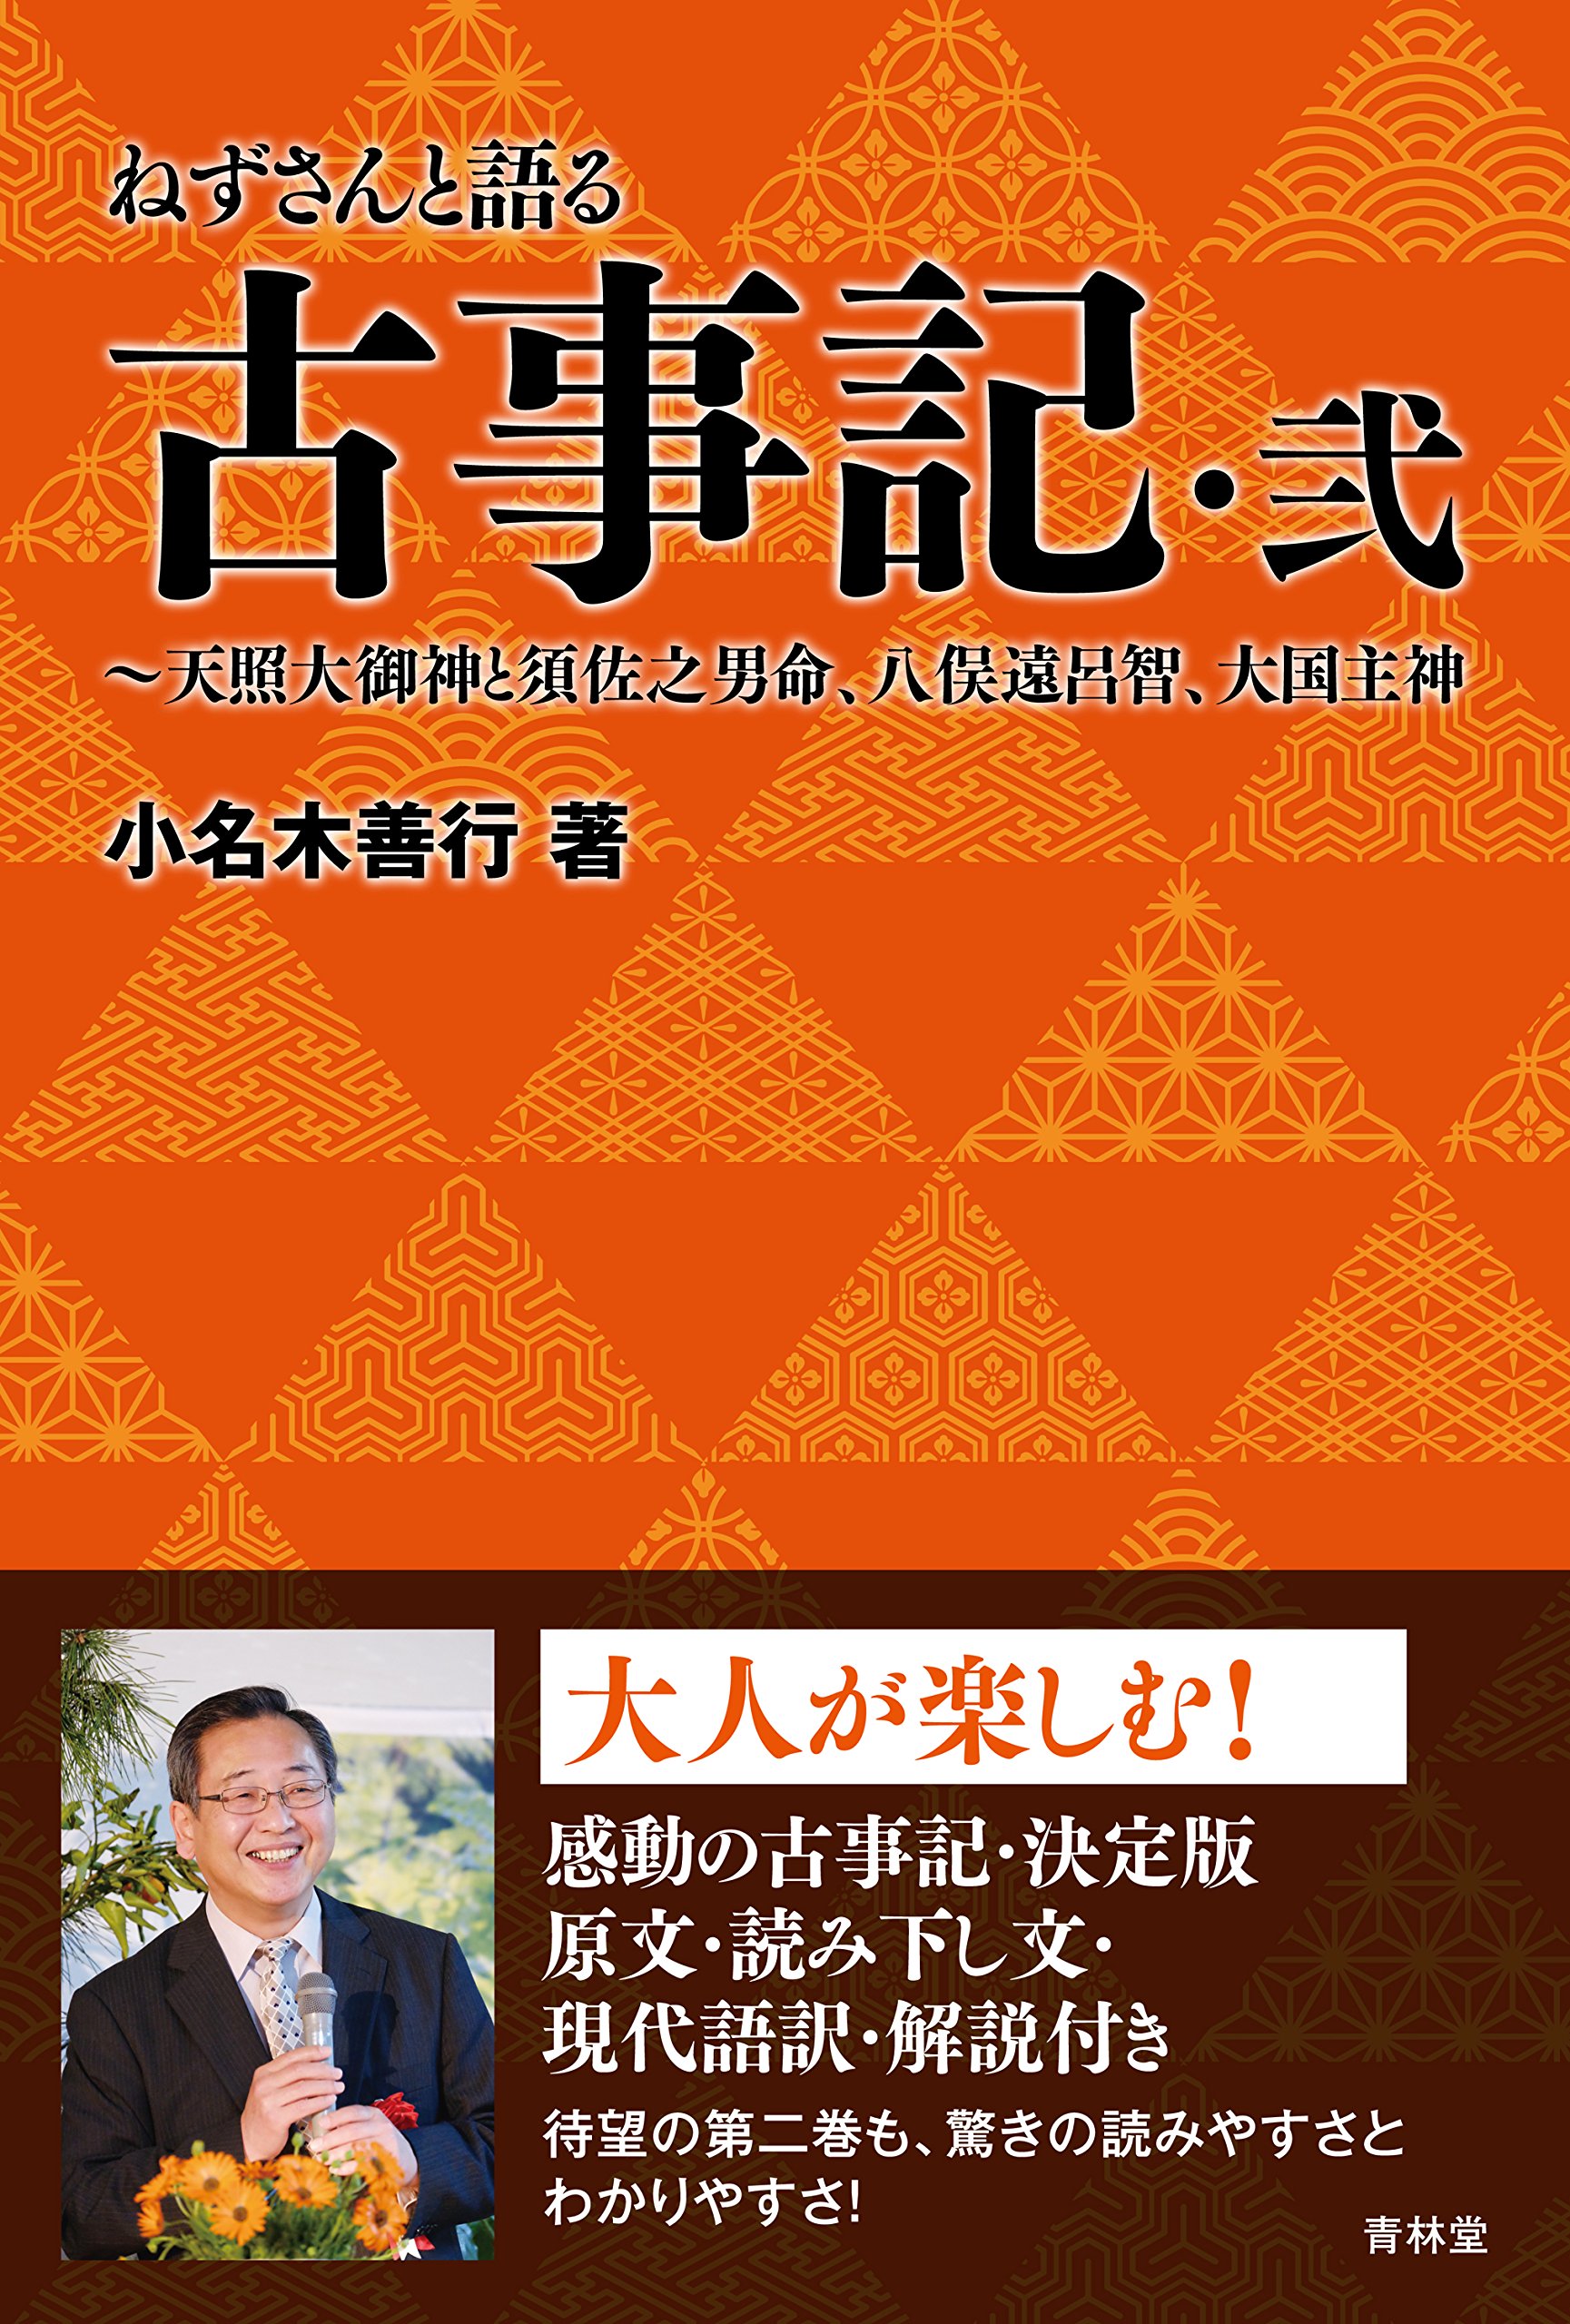 ねずさんと語る
古事記・弐
～天照大御神と須佐之男命、八俣遠呂智、大国主神
小名木善行 著
大人が楽しむ！
感動の古事記・決定版
原文・読み下し文・
現代語訳・解説付き
待望の第二巻も、驚きの読みやすさと
わかりやすさ！
青林堂